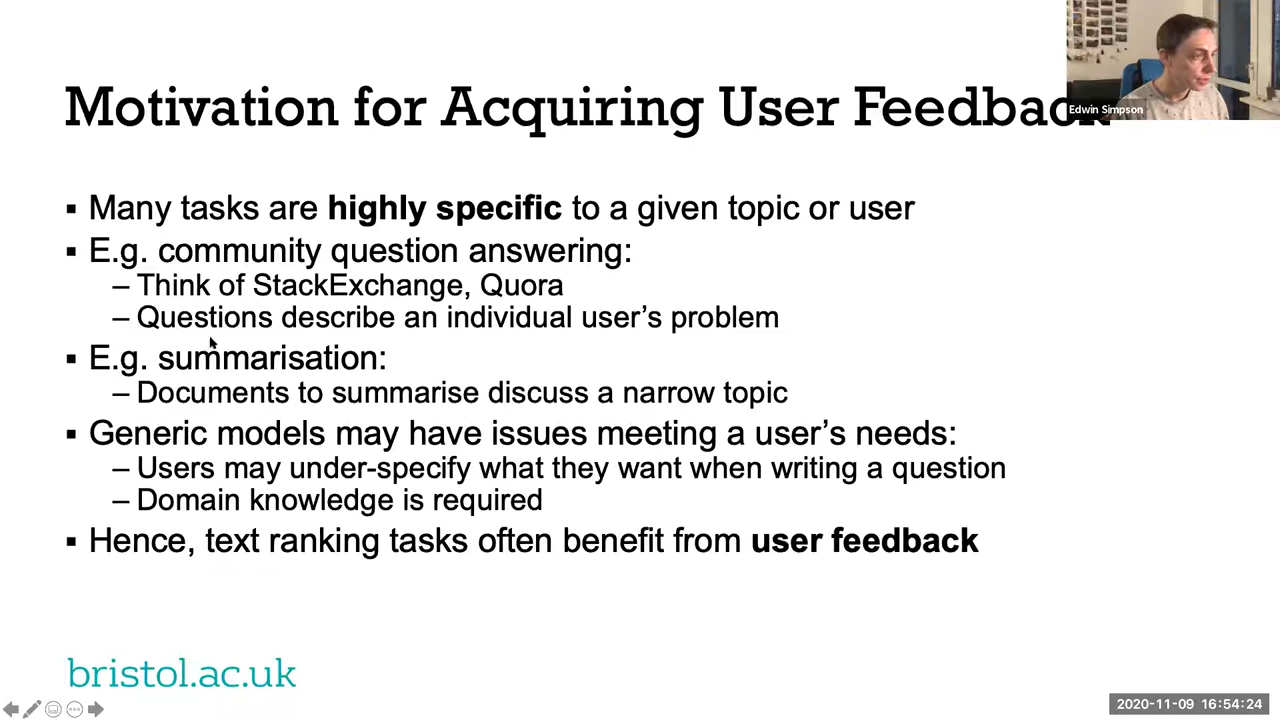 Motivation for Acquiring User Feedback
Edwin Simpson
▪ Many tasks are highly specific to a given topic or user
▪ E.g. community question answering:
– Think of StackExchange, Quora
– Questions describe an individual user's problem
▪ E.g. summarisation:
– Documents to summarise discuss a narrow topic
▪ Generic models may have issues meeting a user's needs:
– Users may under-specify what they want when writing a question
– Domain knowledge is required
▪ Hence, text ranking tasks often benefit from user feedback
bristol.ac.uk
2020-11-09 16:54:24